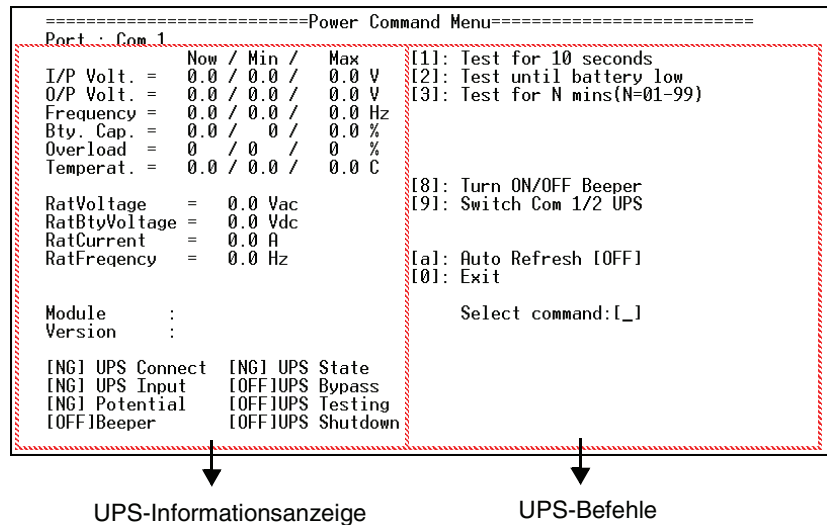 ==========================Power Command Menu==========================
Port : Com 1
Now / Min / Max
I/P Volt. = 0.0 / 0.0 / 0.0 V
O/P Volt. = 0.0 / 0.0 / 0.0 V
Frequency = 0.0 / 0.0 / 0.0 Hz
Bty. Cap. = 0.0 / 0 / 0.0 %
Overload = 0 / 0 / 0 %
Temperat. = 0.0 / 0.0 / 0.0 C
RatVoltage = 0.0 Vac
RatBtyVoltage = 0.0 Vdc
RatCurrent = 0.0 A
RatFreqency = 0.0 Hz
Module :
Version :
[NG] UPS Connect [NG] UPS State
[NG] UPS Input [OFF]UPS Bypass
[NG] Potential [OFF]UPS Testing
[OFF]Beeper [OFF]UPS Shutdown
[1]: Test for 10 seconds
[2]: Test until battery low
[3]: Test for N mins(N=01-99)
[8]: Turn ON/OFF Beeper
[9]: Switch Com 1/2 UPS
[a]: Auto Refresh [OFF]
[0]: Exit
Select command:[_]
UPS-Informationsanzeige
UPS-Befehle